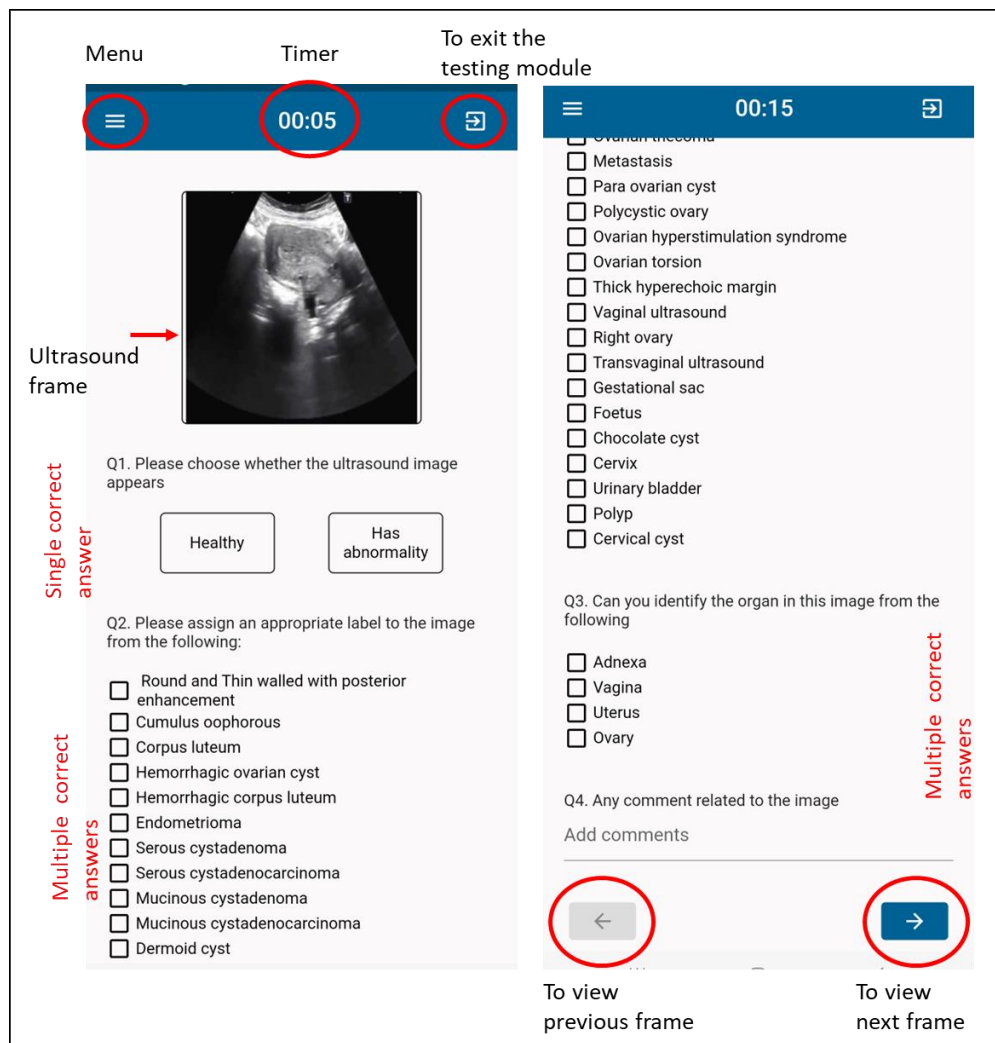 Menu
Timer
To exit the
testing module
00:05
Ultrasound
frame
Q1. Please choose whether the ultrasound image
appears
Single correct
answer
Healthy
Has
abnormality
Q2. Please assign an appropriate label to the image
from the following:
Multiple correct
answers
Round and Thin walled with posterior
enhancement
Cumulus oophorous
Corpus luteum
Hemorrhagic ovarian cyst
Hemorrhagic corpus luteum
Endometrioma
Serous cystadenoma
Serous cystadenocarcinoma
Mucinous cystadenoma
Mucinous cystadenocarcinoma
Dermoid cyst
00:15
Ovarian thecoma
Metastasis
Para ovarian cyst
Polycystic ovary
Ovarian hyperstimulation syndrome
Ovarian torsion
Thick hyperechoic margin
Vaginal ultrasound
Right ovary
Transvaginal ultrasound
Gestational sac
Foetus
Chocolate cyst
Cervix
Urinary bladder
Polyp
Cervical cyst
Q3. Can you identify the organ in this image from the
following
Adnexa
Vagina
Uterus
Ovary
Multiple correct
answers
Q4. Any comment related to the image
Add comments
To view
previous frame
To view
next frame